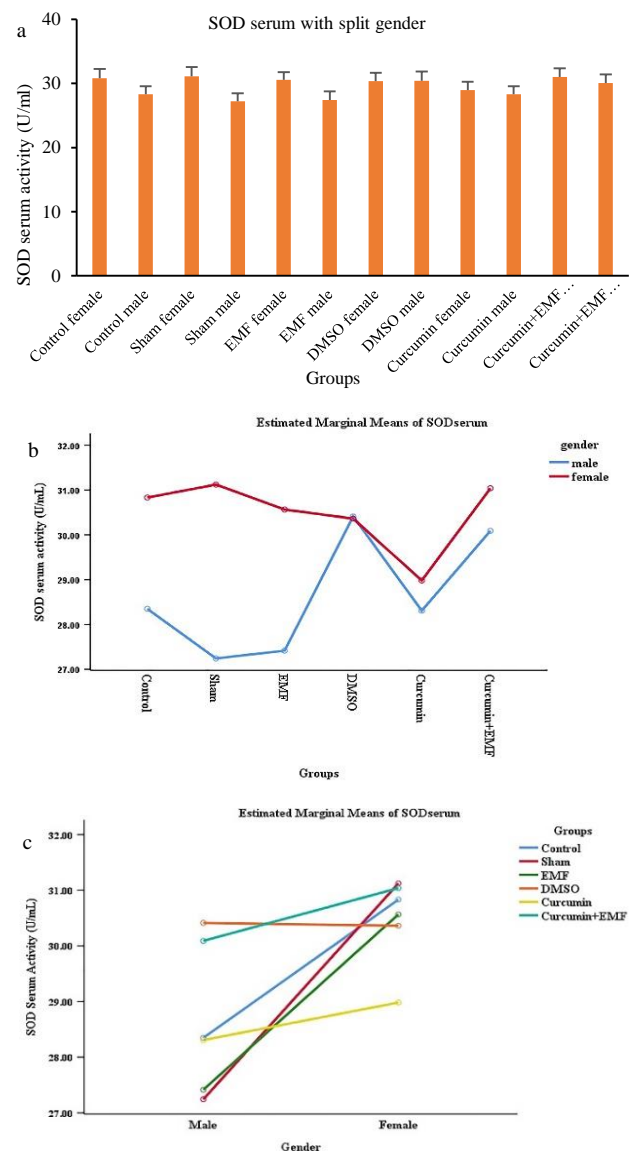 a
SOD serum with split gender
SOD serum activity (U/ml)
40
30
20
10
0
Control female
Control male
Sham female
Sham male
EMF female
EMF male
DMSO female
DMSO male
Curcumin female
Curcumin male
Curcumin+EMF…
Curcumin+EMF…
Groups
b
Estimated Marginal Means of SODserum
gender
male
female
SOD serum activity (U/mL)
32.00
31.00
30.00
29.00
28.00
27.00
Control
Sham
EMF
DMSO
Curcumin
Curcumin+EMF
Groups
c
Estimated Marginal Means of SODserum
Groups
Control
Sham
EMF
DMSO
Curcumin
Curcumin+EMF
SOD Serum Activity (U/mL)
32.00
31.00
30.00
29.00
28.00
27.00
Male
Female
Gender